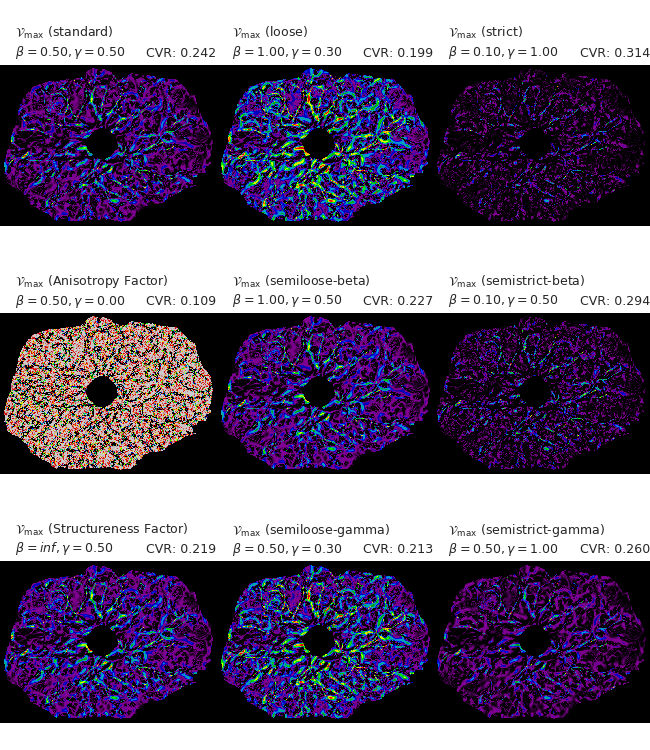 𝒱max (standard)
β = 0.50, γ = 0.50 CVR: 0.242
𝒱max (loose)
β = 1.00, γ = 0.30 CVR: 0.199
𝒱max (strict)
β = 0.10, γ = 1.00 CVR: 0.314
𝒱max (Anisotropy Factor)
β = 0.50, γ = 0.00 CVR: 0.109
𝒱max (semiloose-beta)
β = 1.00, γ = 0.50 CVR: 0.227
𝒱max (semistrict-beta)
β = 0.10, γ = 0.50 CVR: 0.294
𝒱max (Structureness Factor)
β = inf, γ = 0.50 CVR: 0.219
𝒱max (semiloose-gamma)
β = 0.50, γ = 0.30 CVR: 0.213
𝒱max (semistrict-gamma)
β = 0.50, γ = 1.00 CVR: 0.260